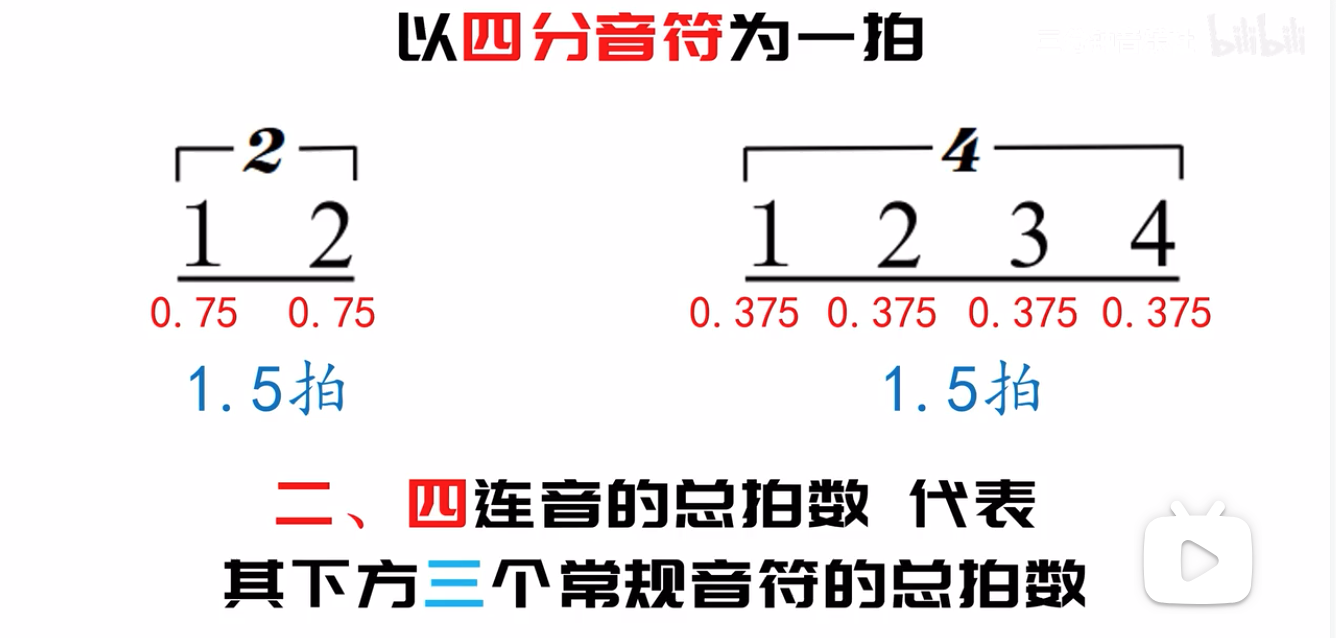 以四分音符为一拍
bilibili
2 4
1 2 1 2 3 4
0.75 0.75 0.375 0.375 0.375 0.375
1.5拍 1.5拍
二、四连音的总拍数 代表
其下方三个常规音符的总拍数